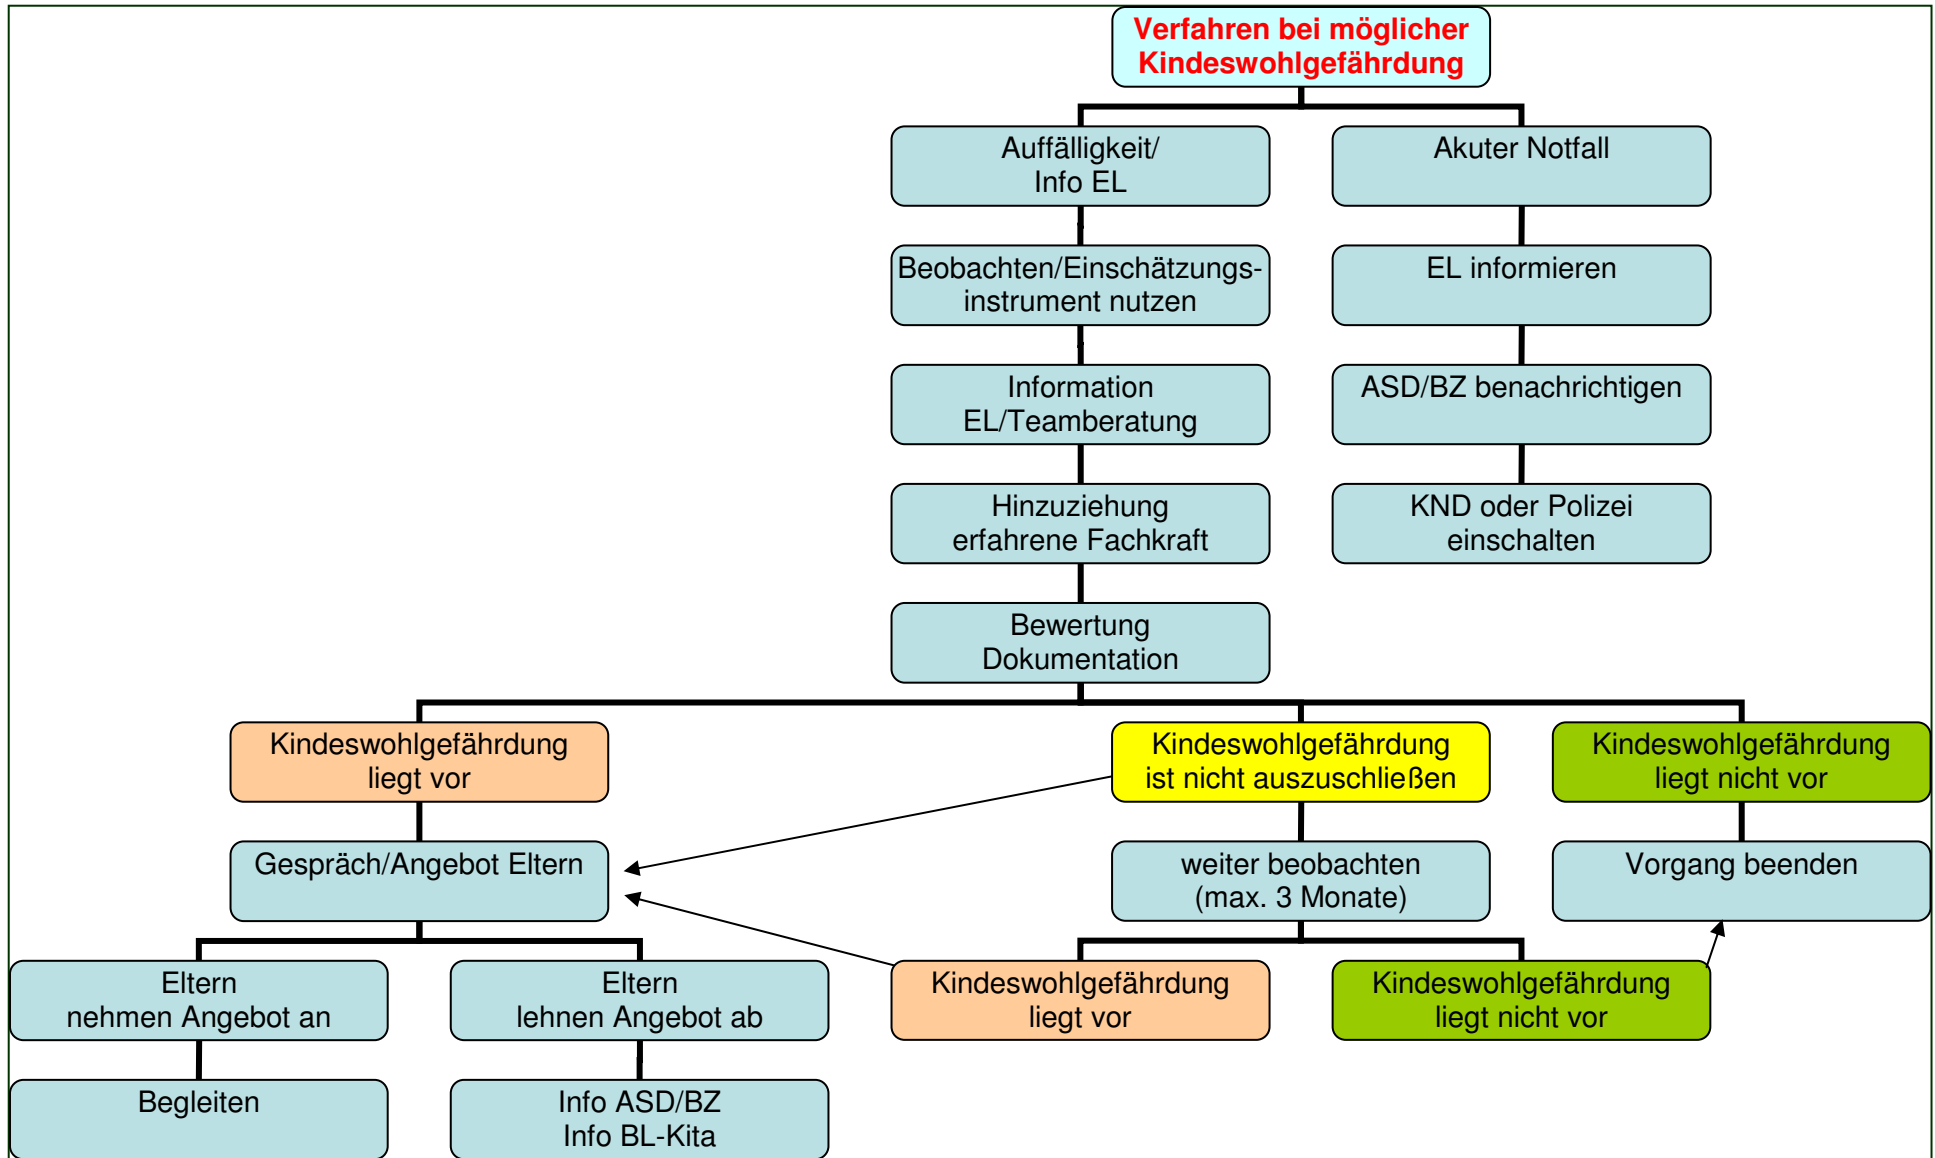 Verfahren bei möglicher
Kindeswohlgefährdung
Auffälligkeit/
Info EL
Akuter Notfall
Beobachten/Einschätzungs-
instrument nutzen
EL informieren
Information
EL/Teamberatung
ASD/BZ benachrichtigen
Hinzuziehung
erfahrene Fachkraft
KND oder Polizei
einschalten
Bewertung
Dokumentation
Kindeswohlgefährdung
liegt vor
Kindeswohlgefährdung
ist nicht auszuschließen
Kindeswohlgefährdung
liegt nicht vor
Gespräch/Angebot Eltern
weiter beobachten
(max. 3 Monate)
Vorgang beenden
Eltern
nehmen Angebot an
Eltern
lehnen Angebot ab
Kindeswohlgefährdung
liegt vor
Kindeswohlgefährdung
liegt nicht vor
Begleiten
Info ASD/BZ
Info BL-Kita